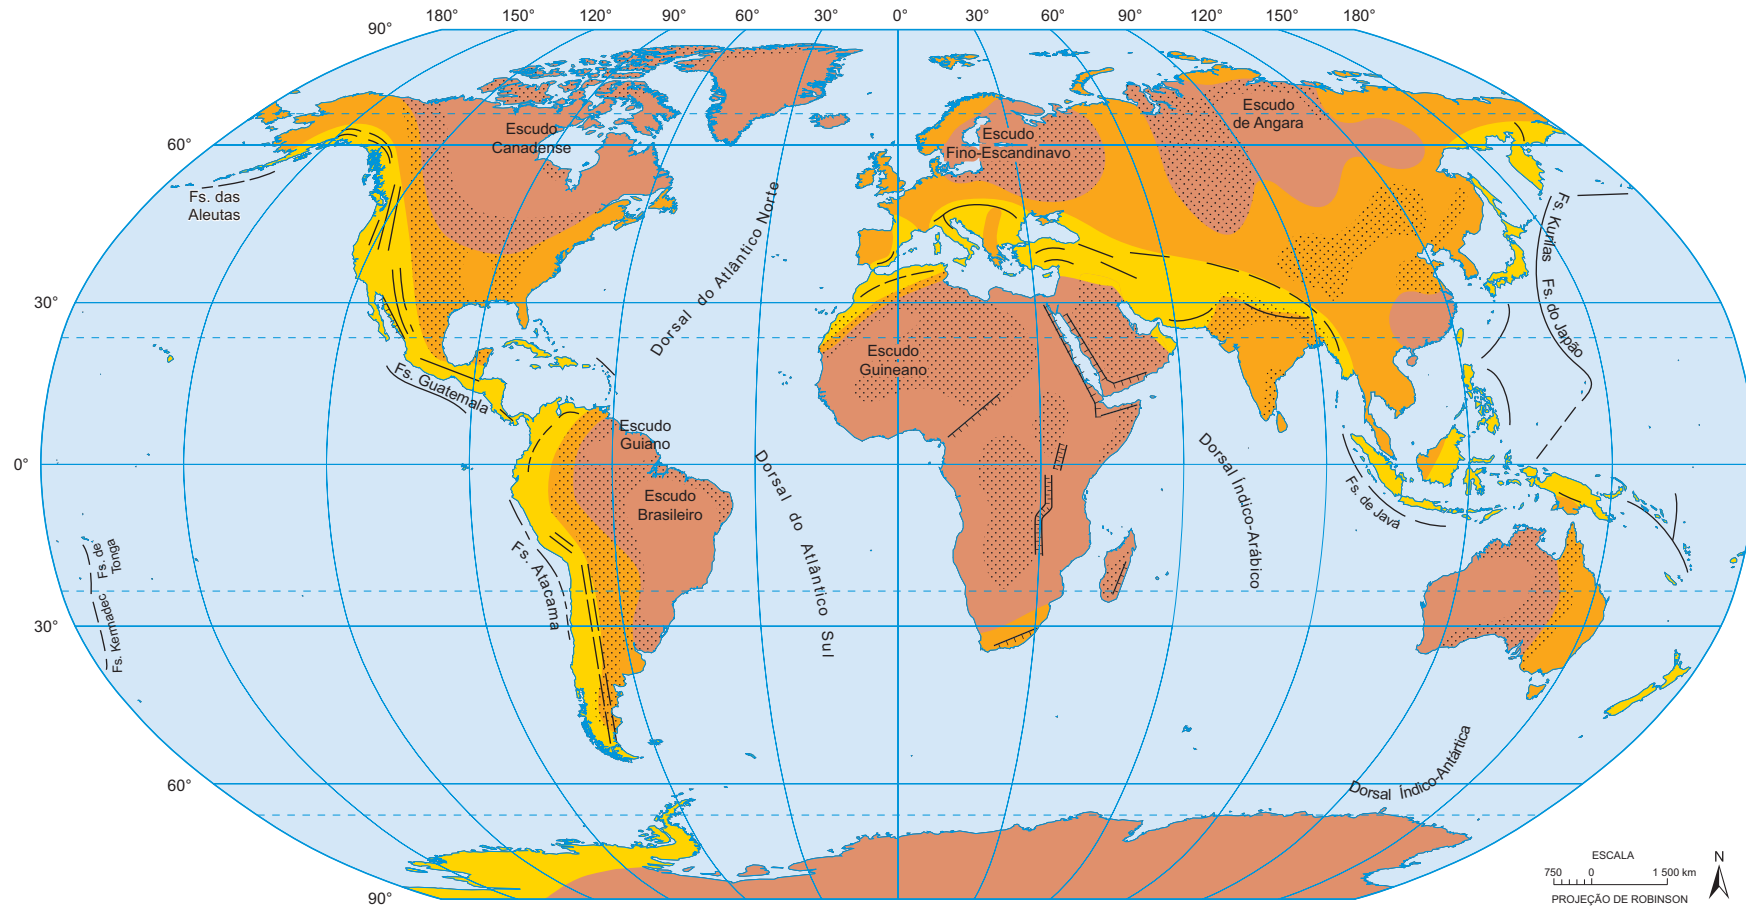 180° 150° 120° 90° 60° 30° 0° 30° 60° 90° 120° 150° 180°
90°
60°
30°
0°
30°
60°
90°
Escudo
Canadense
Escudo
Fino-Escandinavo
Escudo
de Angara
Fs. das
Aleutas
Dorsal do Atlântico Norte
Fs Kurilas
Fs. do Japão
Escudo
Guineano
Fs. Guatemala
Escudo
Guiano
Escudo
Brasileiro
Dorsal do Atlântico Sul
Dorsal Índico-Arábico
Fs. de Java
Fs. de
Tonga
Fs. Kermadec
Fs. Atacama
Dorsal Índico-Antártica
ESCALA
750 0 1 500 km
PROJEÇÃO DE ROBINSON
N